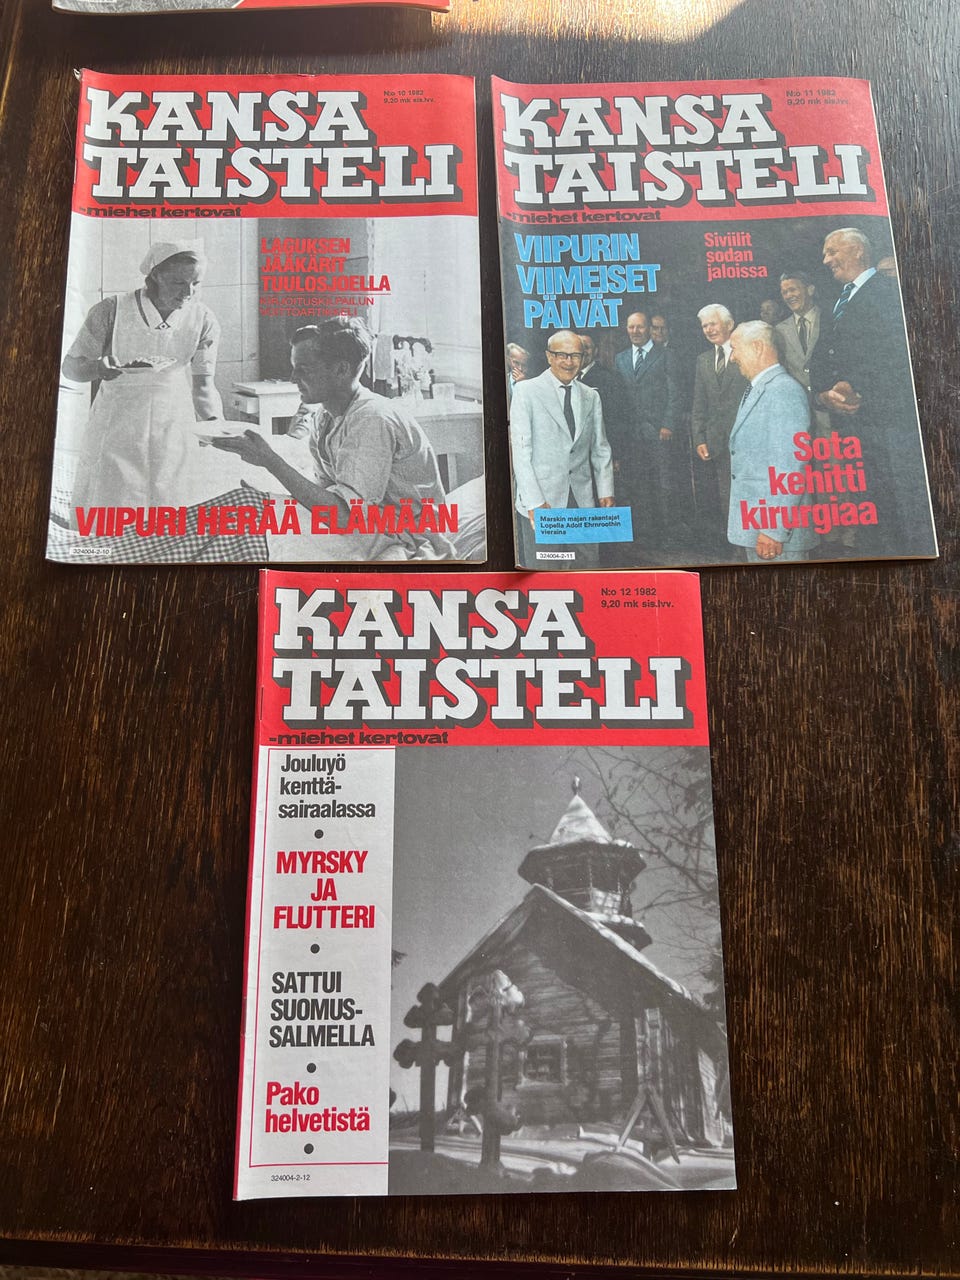 KANSA
TAISTELI
-miehet kertovat
N:o 10 1982
9,20 mk sis.lvv.
LAGUKSEN
JÄÄKÄRIT
TUULOSJOELLA
KIRJOITUSKILPAILUN
VOITTOARTIKKELI
VIIPURI HERÄÄ ELÄMÄÄN
324004-2-10
KANSA
TAISTELI
-miehet kertovat
N:o 11 1982
9,20 mk sis.lvv.
VIIPURIN
VIIMEISET
PÄIVÄT
Siviilit
sodan
jaloissa
Sota
kehitti
kirurgiaa
Marskin majan rakentajat
Lopella Adolf Ehrnroothin
vieraina
324004-2-11
KANSA
TAISTELI
-miehet kertovat
N:o 12 1982
9,20 mk sis.lvv.
Jouluyö
kenttä-
sairaalassa
MYRSKY
JA
FLUTTERI
SATTUI
SUOMUS-
SALMELLA
Pako
helvetistä
324004-2-12